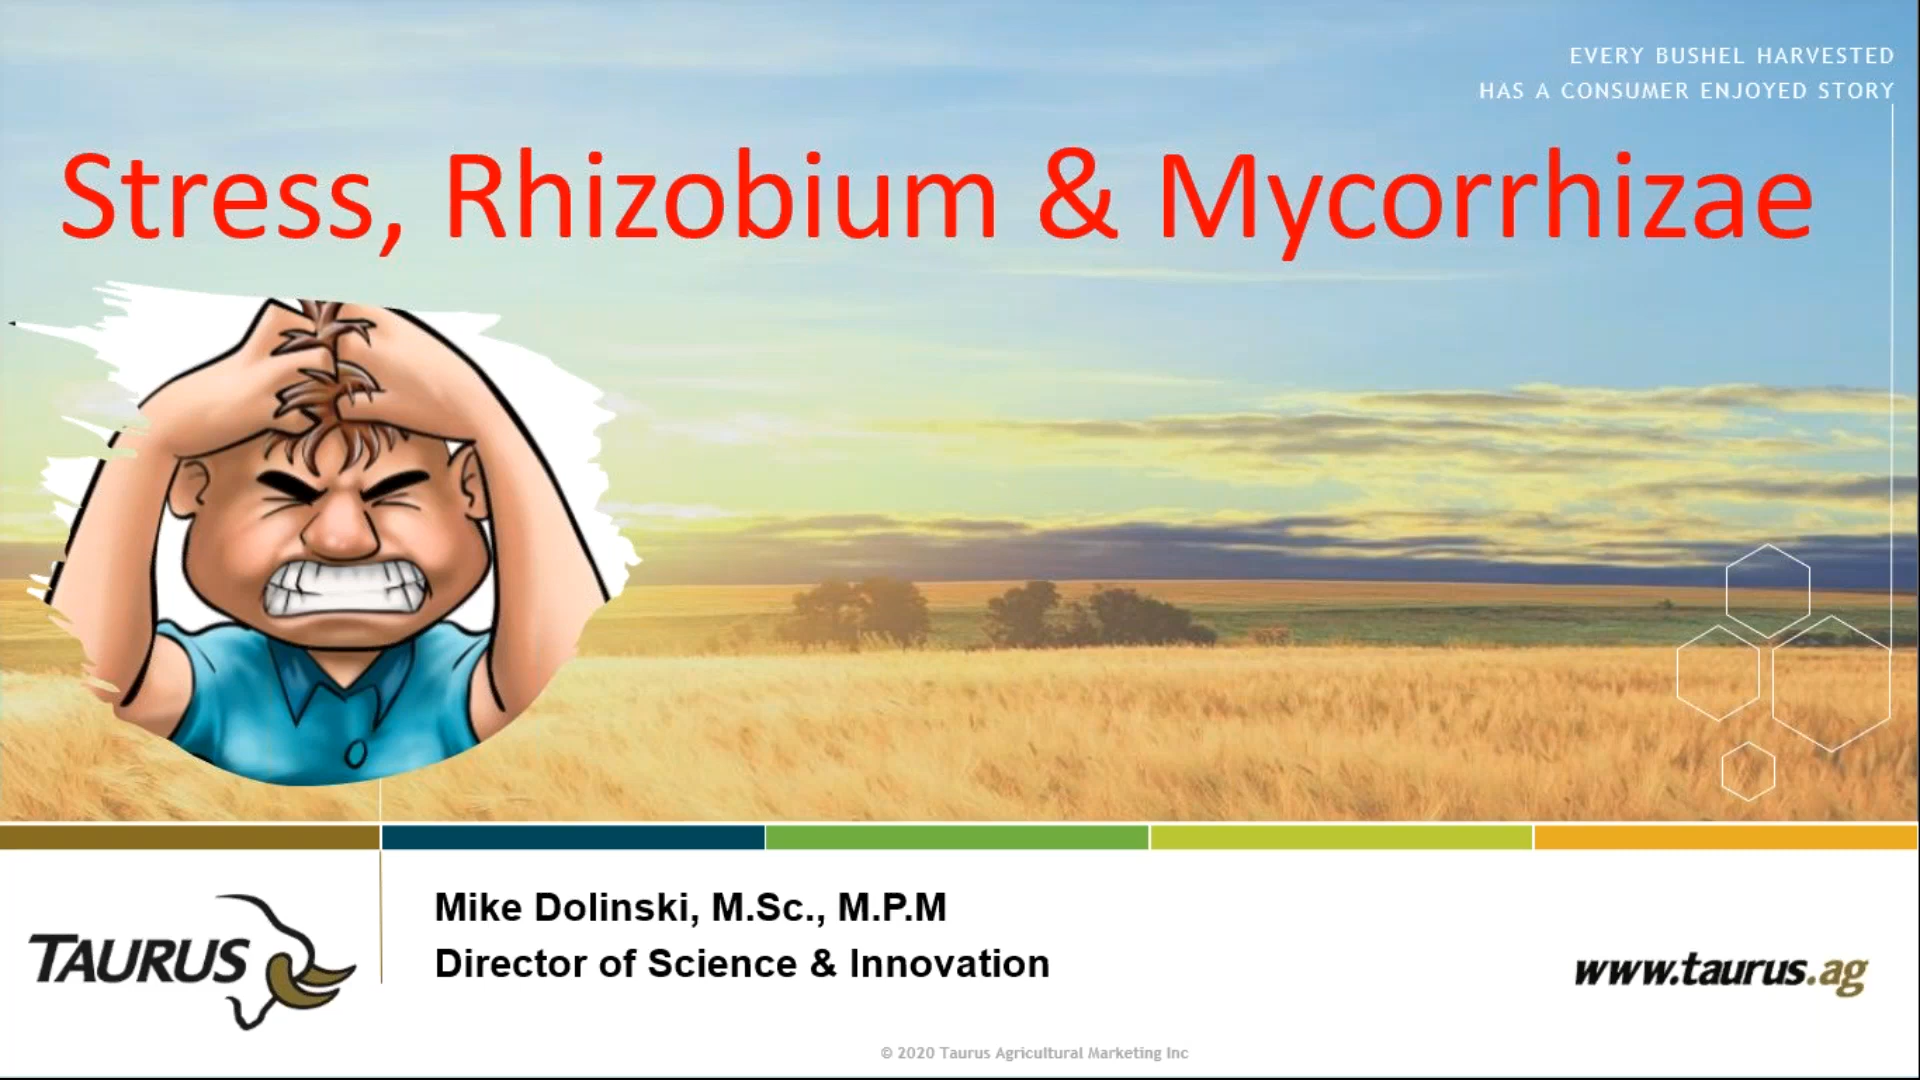 EVERY BUSHEL HARVESTED
HAS A CONSUMER ENJOYED STORY
Stress, Rhizobium & Mycorrhizae
TAURUS
Mike Dolinski, M.Sc., M.P.M
Director of Science & Innovation
www.taurus.ag
© 2020 Taurus Agricultural Marketing Inc